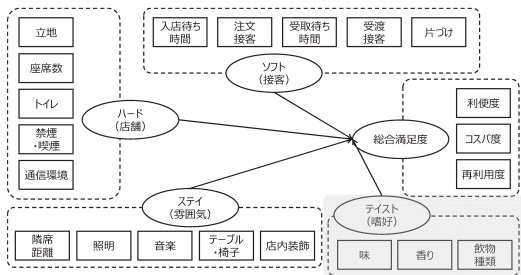 立地
座席数
トイレ
禁煙
・喫煙
通信環境
ハード
（店舗）
入店待ち
時間
注文
接客
受取待ち
時間
受渡
接客
片づけ
ソフト
（接客）
総合満足度
利便度
コスパ度
再利用度
ステイ
（雰囲気）
隣席
距離
照明
音楽
テーブル
・椅子
店内装飾
テイスト
（嗜好）
味
香り
飲物
種類